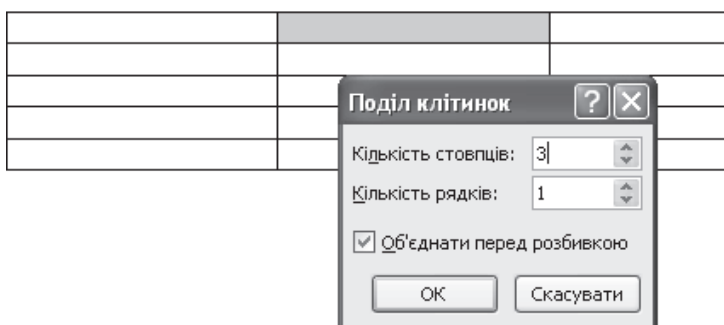 Поділ клітинок
Кількість стовпців: 3
Кількість рядків: 1
Об'єднати перед розбивкою
ОК Скасувати